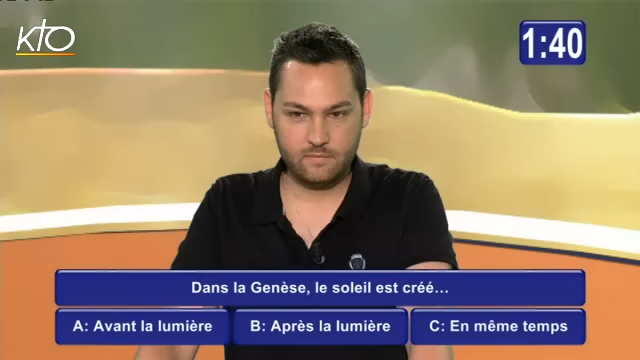 KTO
1:40
Dans la Genèse, le soleil est créé...
A: Avant la lumière
B: Après la lumière
C: En même temps